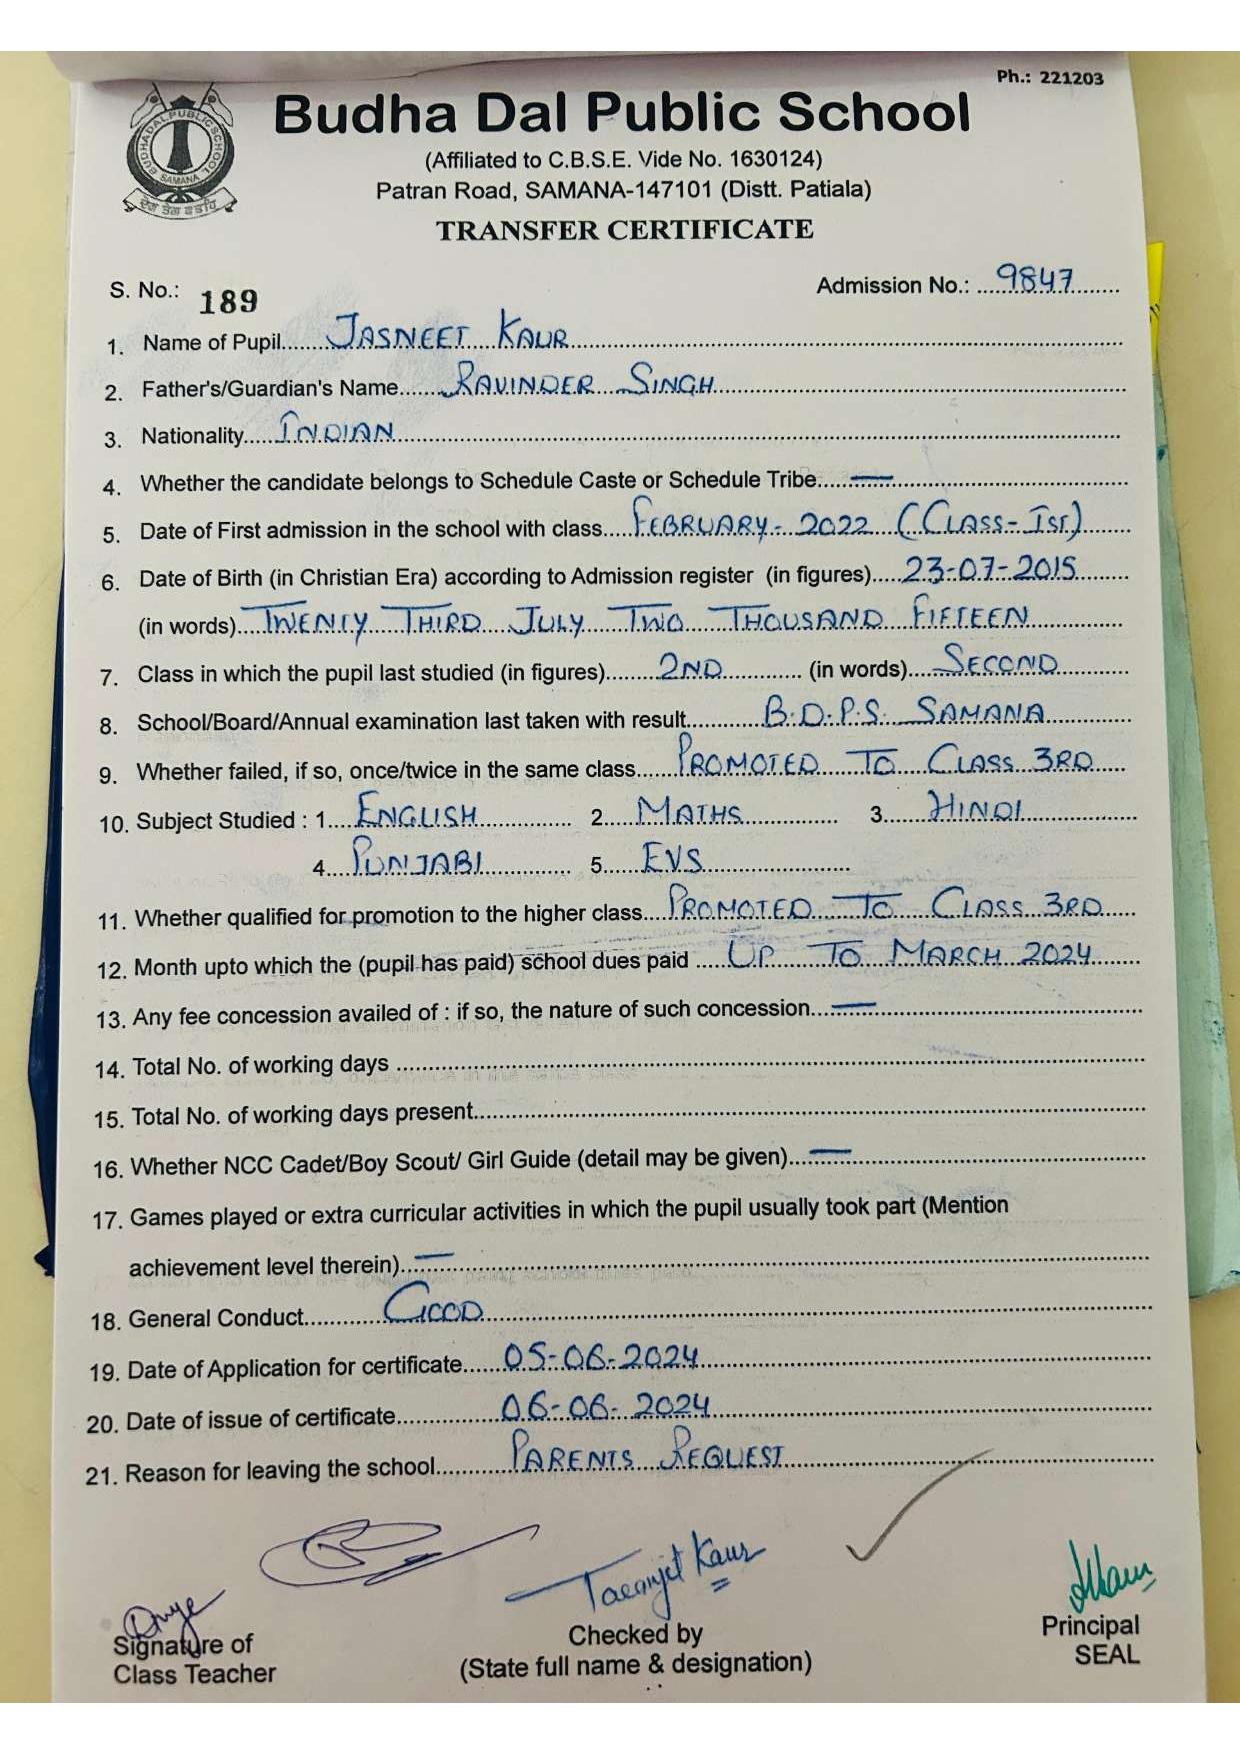 Ph.: 221203
Budha Dal Public School
(Affiliated to C.B.S.E. Vide No. 1630124)
Patran Road, SAMANA-147101 (Distt. Patiala)
TRANSFER CERTIFICATE
BUDHADAL PUBLIC SCHOOL
SAMANA
ਦੇਗ ਤੇਗ ਫਤਹਿ
S. No.: 189 Admission No.: 9847
1. Name of Pupil JASNEET KAUR
2. Father's/Guardian's Name RAVINDER SINGH
3. Nationality INDIAN
4. Whether the candidate belongs to Schedule Caste or Schedule Tribe —
5. Date of First admission in the school with class FEBRUARY - 2022 (CLASS - IST)
6. Date of Birth (in Christian Era) according to Admission register (in figures) 23-07-2015
(in words) TWENTY THIRD JULY TWO THOUSAND FIFTEEN
7. Class in which the pupil last studied (in figures) 2ND (in words) SECOND
8. School/Board/Annual examination last taken with result B.D.P.S. SAMANA
9. Whether failed, if so, once/twice in the same class PROMOTED TO CLASS 3RD
10. Subject Studied : 1 ENGLISH 2 MATHS 3 HINDI
4 PUNJABI 5 EVS
11. Whether qualified for promotion to the higher class PROMOTED TO CLASS 3RD
12. Month upto which the (pupil has paid) school dues paid UP TO MARCH 2024
13. Any fee concession availed of : if so, the nature of such concession —
14. Total No. of working days
15. Total No. of working days present
16. Whether NCC Cadet/Boy Scout/ Girl Guide (detail may be given) —
17. Games played or extra curricular activities in which the pupil usually took part (Mention
achievement level therein) —
18. General Conduct GOOD
19. Date of Application for certificate 05-06-2024
20. Date of issue of certificate 06-06-2024
21. Reason for leaving the school PARENTS REQUEST
Kaur
Signature of
Class Teacher
Checked by
(State full name & designation)
Principal
SEAL